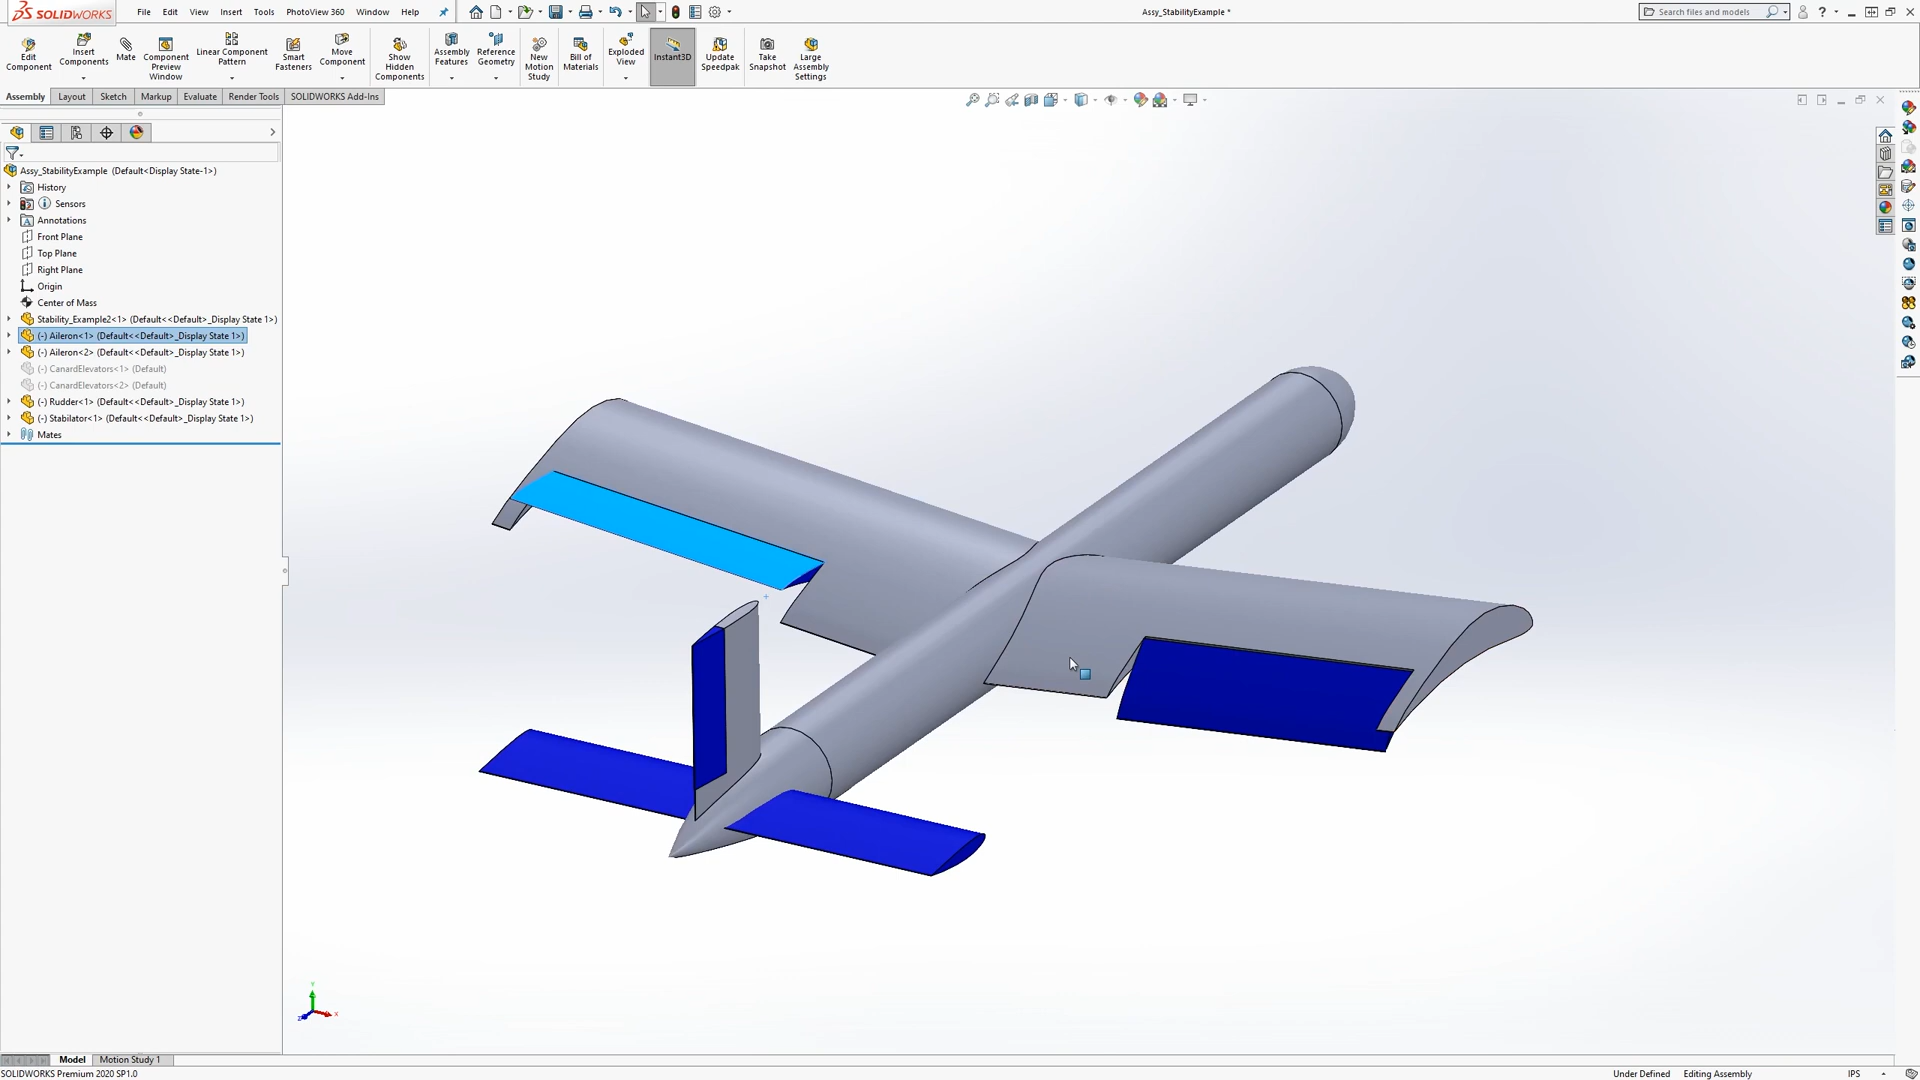 SOLIDWORKS File Edit View Insert Tools PhotoView 360 Window Help Assy_StabilityExample * Search files and models ?
Edit Component
Insert Components
Mate
Component Preview Window
Linear Component Pattern
Smart Fasteners
Move Component
Show Hidden Components
Assembly Features
Reference Geometry
New Motion Study
Bill of Materials
Exploded View
Instant3D
Update Speedpak
Take Snapshot
Large Assembly Settings
Assembly Layout Sketch Markup Evaluate Render Tools SOLIDWORKS Add-Ins
Assy_StabilityExample (Default<Display State-1>)
History
Sensors
Annotations
Front Plane
Top Plane
Right Plane
Origin
Center of Mass
Stability_Example2<1> (Default<<Default>_Display State 1>)
(-) Aileron<1> (Default<<Default>_Display State 1>)
(-) Aileron<2> (Default<<Default>_Display State 1>)
(-) CanardElevators<1> (Default)
(-) CanardElevators<2> (Default)
(-) Rudder<1> (Default<<Default>_Display State 1>)
(-) Stabilator<1> (Default<<Default>_Display State 1>)
Mates
Y
Z X
Model Motion Study 1
SOLIDWORKS Premium 2020 SP1.0 Under Defined Editing Assembly IPS